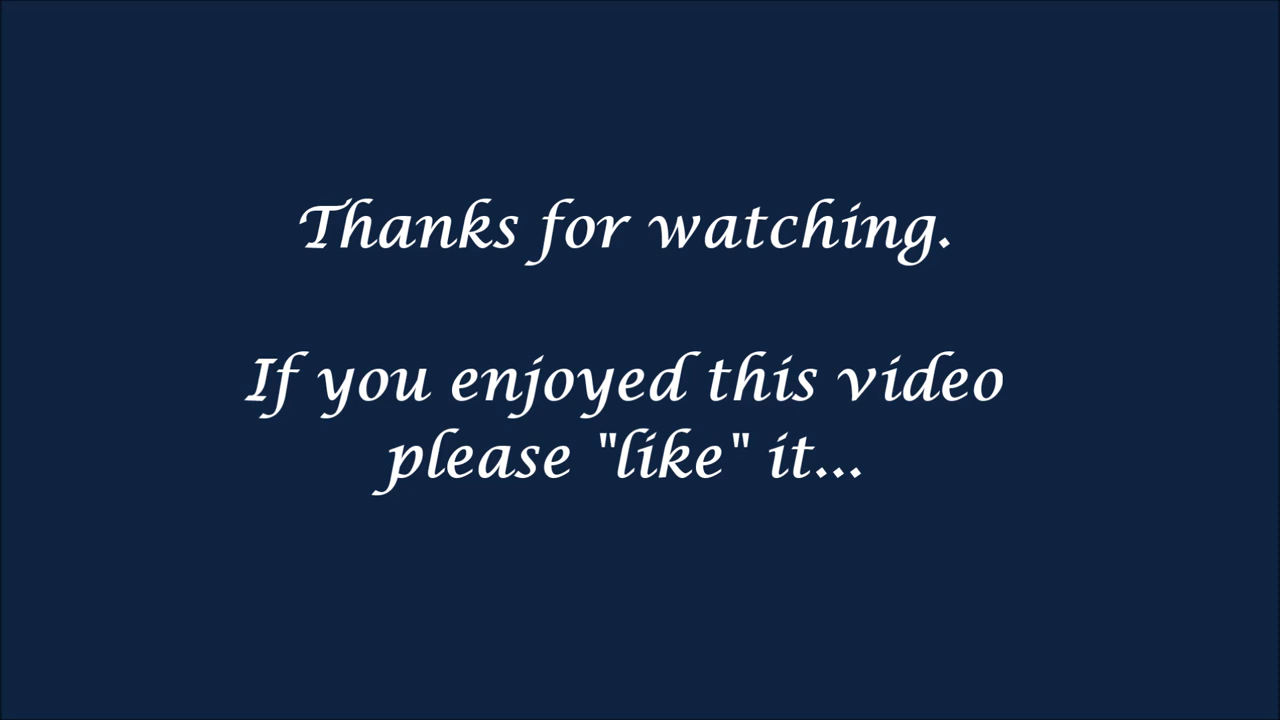 Thanks for watching.
If you enjoyed this video
please "like" it...